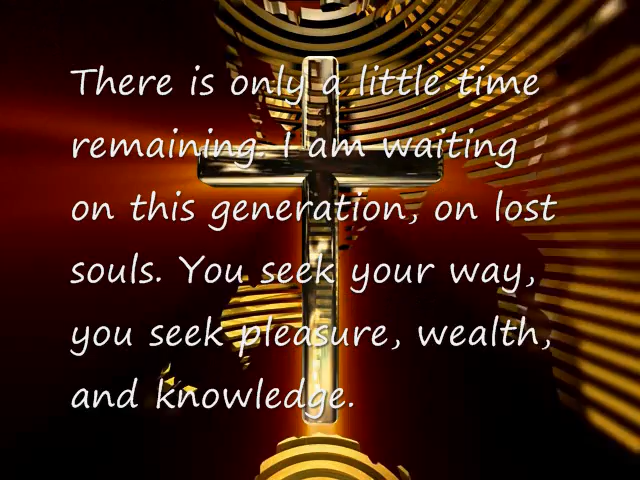 There is only a little time
remaining. I am waiting
on this generation, on lost
souls. You seek your way,
you seek pleasure, wealth,
and knowledge.